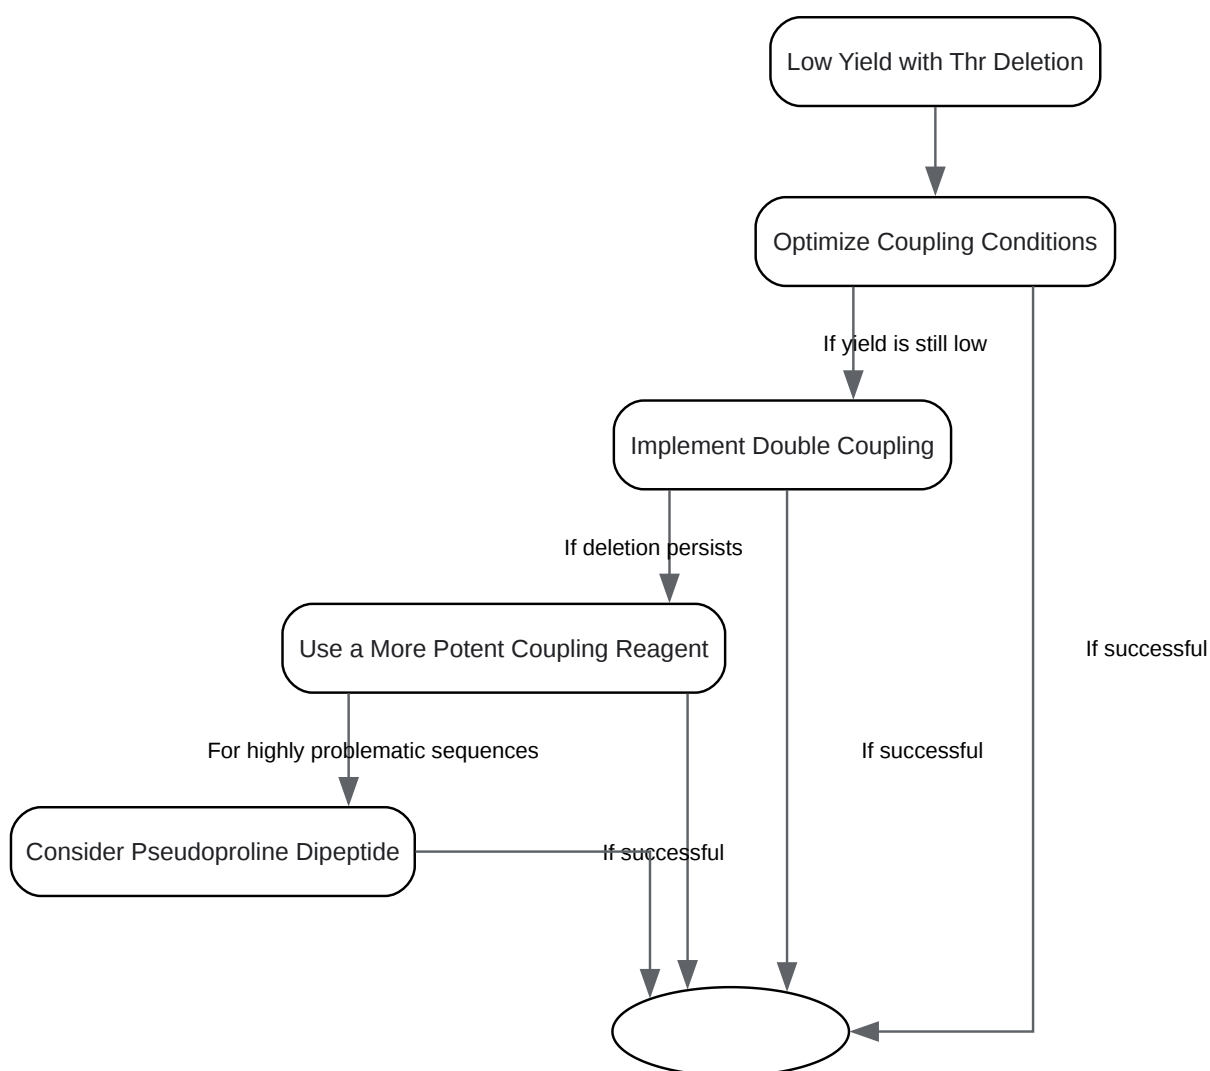 Low Yield with Thr Deletion
Optimize Coupling Conditions
If yield is still low
Implement Double Coupling
If deletion persists
Use a More Potent Coupling Reagent
If successful
For highly problematic sequences
If successful
Consider Pseudoproline Dipeptide
If successful